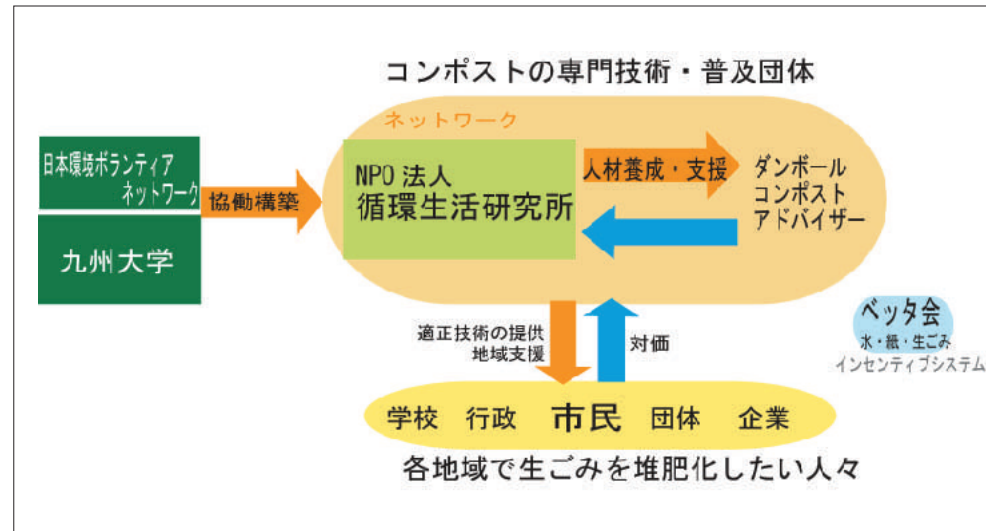 コンポストの専門技術・普及団体
ネットワーク
日本環境ボランティア
ネットワーク
九州大学
協働構築
NPO法人
循環生活研究所
人材養成・支援
ダンボール
コンポスト
アドバイザー
適正技術の提供
地域支援
対価
ベッタ会
水・紙・生ごみ
インセンティブシステム
学校 行政 市民 団体 企業
各地域で生ごみを堆肥化したい人々